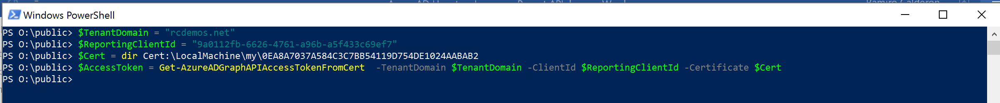 Windows PowerShell
PS O:\public> $TenantDomain = "rcdemos.net"
PS O:\public> $ReportingClientId = "9a0112fb-6626-4761-a96b-a5f433c69ef7"
PS O:\public> $Cert = dir Cert:\LocalMachine\my\0EA8A7037A584C3C7BB54119D754DE1024AABAB2
PS O:\public> $AccessToken = Get-AzureADGraphAPIAccessTokenFromCert  -TenantDomain $TenantDomain -ClientId $ReportingClientId -Certificate $Cert
PS O:\public>